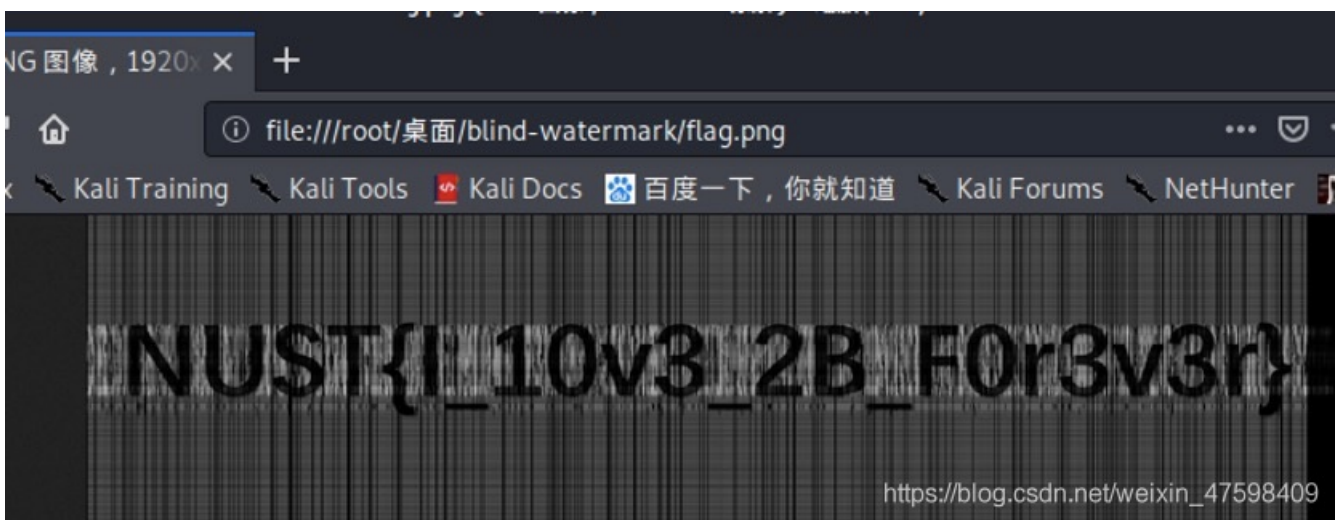 NG 图像，1920x
file:///root/桌面/blind-watermark/flag.png
Kali Training Kali Tools Kali Docs 百度一下，你就知道 Kali Forums NetHunter
NUST{I_10v3_2B_F0r3v3r}
https://blog.csdn.net/weixin_47598409